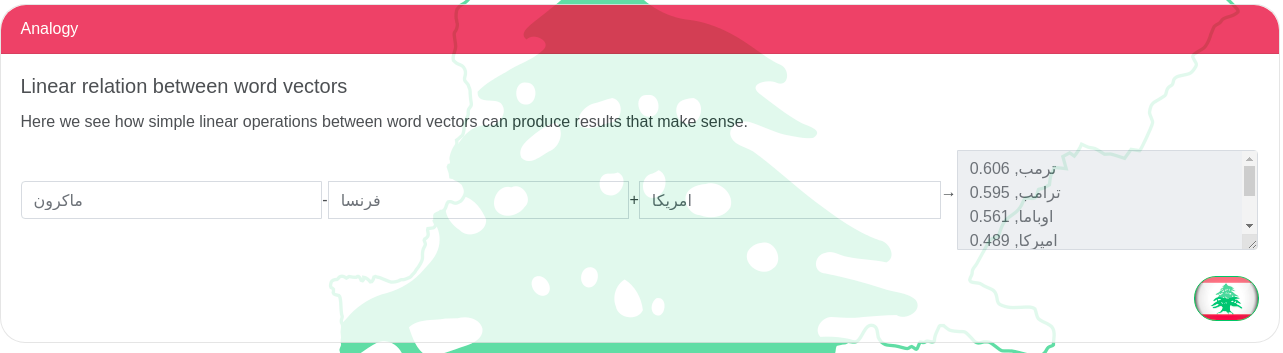 Analogy
Linear relation between word vectors
Here we see how simple linear operations between word vectors can produce results that make sense.
ماكرون - فرنسا + امريكا →
ترمب, 0.606
ترامب, 0.595
اوباما, 0.561
اميركا, 0.489